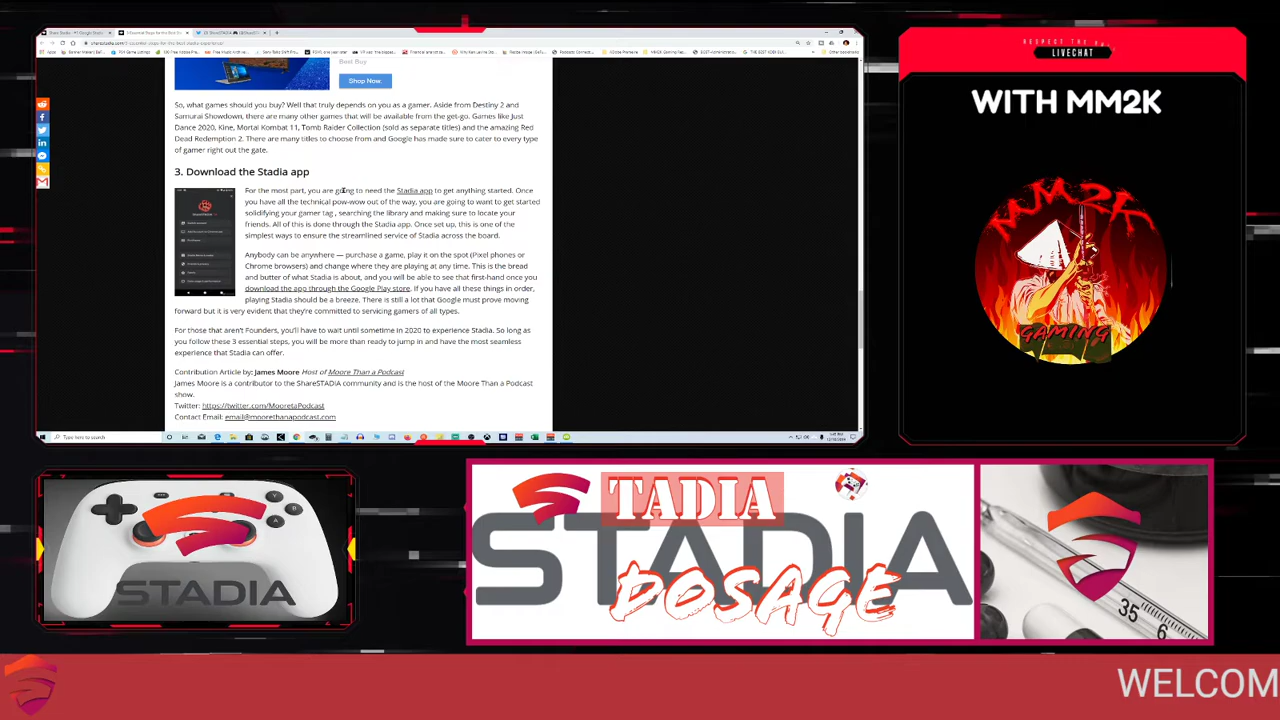 Best Buy
Shop Now
So, what games should you buy? Well that truly depends on you as a gamer. Aside from Destiny 2 and
Samurai Showdown, there are many other games that will be available from the get-go. Games like Just
Dance 2020, Kine, Mortal Kombat 11, Tomb Raider Collection (sold as separate titles) and the amazing Red
Dead Redemption 2. There are many titles to choose from and Google has made sure to cater to every type
of gamer right out the gate.
3. Download the Stadia app
For the most part, you are going to need the Stadia app to get anything started. Once
you have all the technical pow-wow out of the way, you are going to want to get started
solidifying your gamer tag , searching the library and making sure to locate your
friends. All of this is done through the Stadia app. Once set up, this is one of the
simplest ways to ensure the streamlined service of Stadia across the board.
Anybody can be anywhere — purchase a game, play it on the spot (Pixel phones or
Chrome browsers) and change where they are playing at any time. This is the bread
and butter of what Stadia is about, and you will be able to see that first-hand once you
download the app through the Google Play store. If you have all these things in order,
playing Stadia should be a breeze. There is still a lot that Google must prove moving
forward but it is very evident that they're committed to servicing gamers of all types.
For those that aren't Founders, you'll have to wait until sometime in 2020 to experience Stadia. So long as
you follow these 3 essential steps, you will be more than ready to jump in and have the most seamless
experience that Stadia can offer.
Contribution Article by: James Moore Host of Moore Than a Podcast
James Moore is a contributor to the ShareSTADIA community and is the host of the Moore Than a Podcast
show.
Twitter: https://twitter.com/MooretaPodcast
Contact Email: email@moorethanapodcast.com
Type here to search
RESPECT THE
LIVECHAT
WITH MM2K
MM2K
GAMING
STADIA
TADIA
STADIA
DOSAGE
35
6
WELCOM